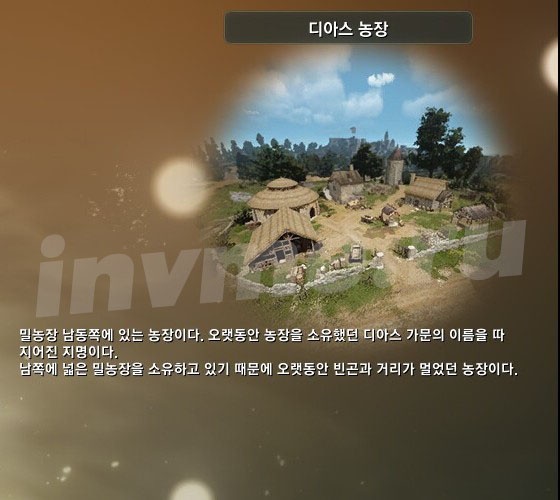 디아스 농장
밀농장 남동쪽에 있는 농장이다. 오랫동안 농장을 소유했던 디아스 가문의 이름을 따
지어진 지명이다.
남쪽에 넓은 밀농장을 소유하고 있기 때문에 오랫동안 빈곤과 거리가 멀었던 농장이다.